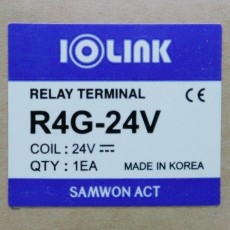 IOLINK
RELAY TERMINAL CE
R4G-24V
COIL : 24V ⎓
QTY : 1EA MADE IN KOREA
SAMWON ACT